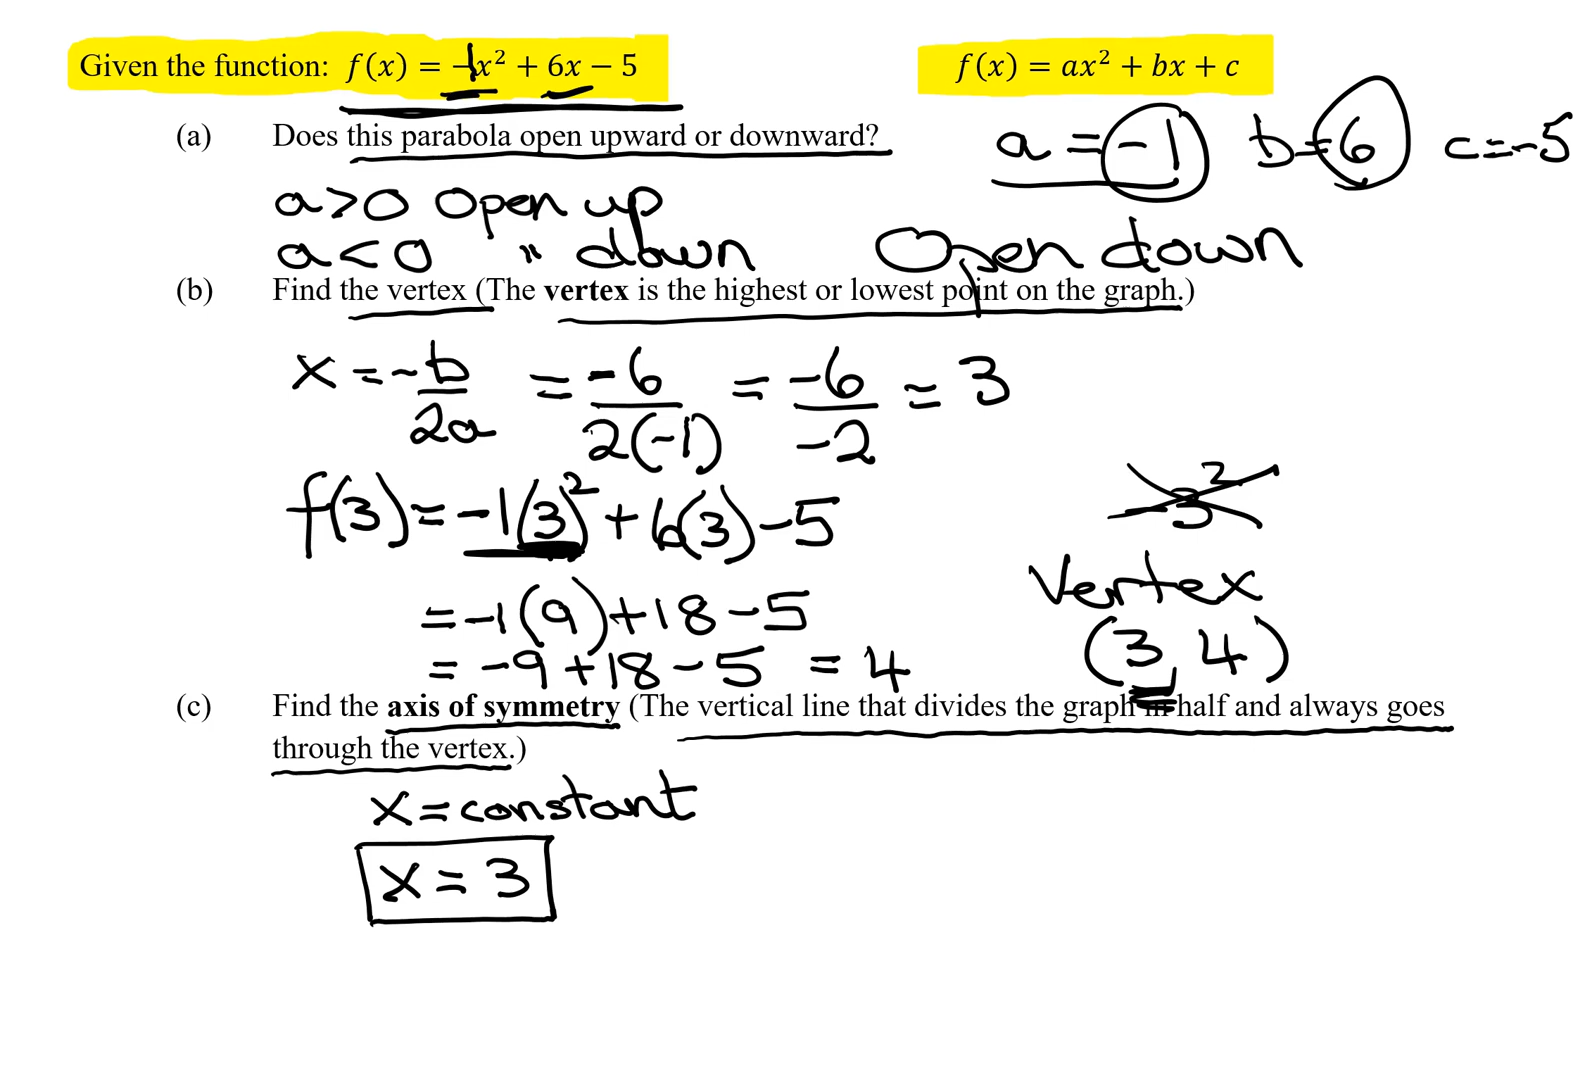 Given the function: f(x) = -1x² + 6x − 5
f(x) = ax² + bx + c
(a) Does this parabola open upward or downward?
a = -1 b = 6 c = -5
a > 0 open up
a < 0 " down
Open down
(b) Find the vertex (The vertex is the highest or lowest point on the graph.)
x = -b/2a = -6/2(-1) = -6/-2 = 3
f(3) = -1(3)² + 6(3) - 5
-3²
= -1(9) + 18 - 5
= -9 + 18 - 5 = 4
Vertex
(3, 4)
(c) Find the axis of symmetry (The vertical line that divides the graph in half and always goes
through the vertex.)
x = constant
x = 3